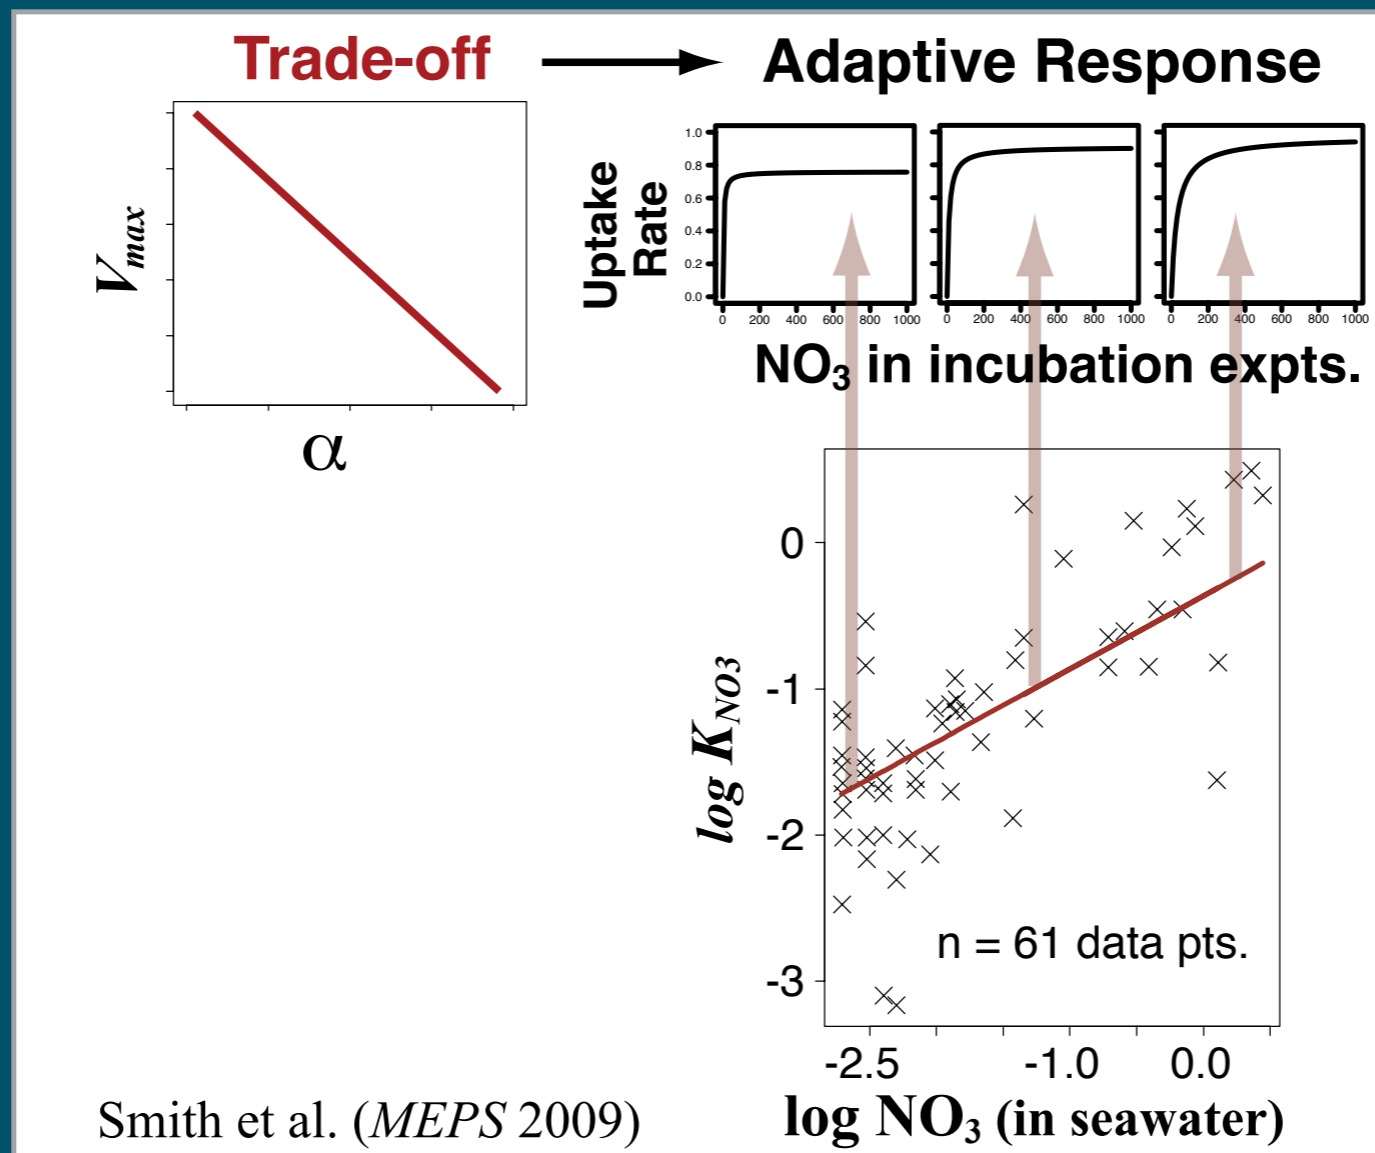 Trade-off
Adaptive Response
Vmax
α
Uptake
Rate
1.0
0.8
0.6
0.4
0.2
0.0
0 200 400 600 800 1000
0 200 400 600 800 1000
0 200 400 600 800 1000
NO3 in incubation expts.
log KNO3
0
-1
-2
-3
n = 61 data pts.
-2.5 -1.0 0.0
log NO3 (in seawater)
Smith et al. (MEPS 2009)